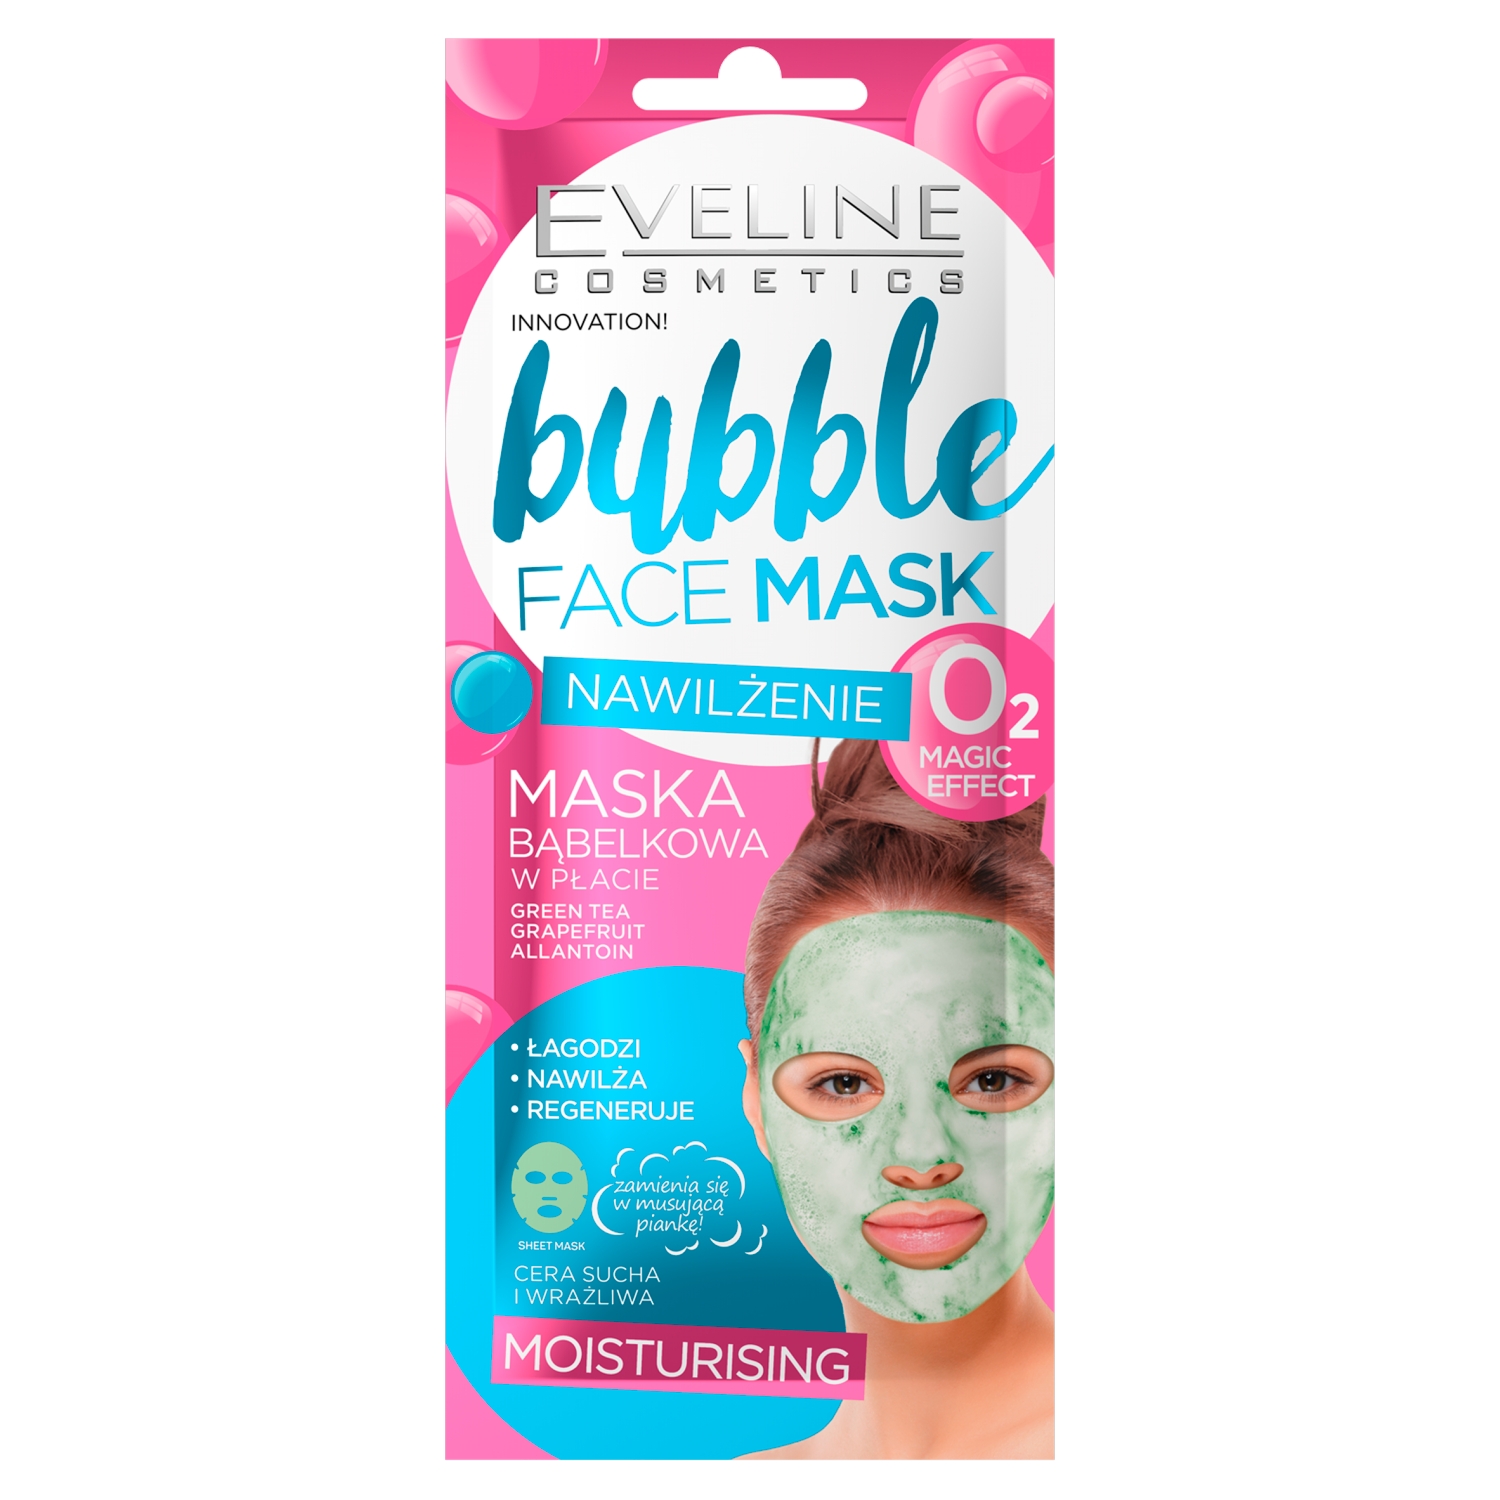 EVELINE
COSMETICS
INNOVATION!
bubble
FACE MASK
NAWILŻENIE
O2
MAGIC
EFFECT
MASKA
BĄBELKOWA
W PŁACIE
GREEN TEA
GRAPEFRUIT
ALLANTOIN
• ŁAGODZI
• NAWILŻA
• REGENERUJE
zamienia się
w musującą
piankę!
SHEET MASK
CERA SUCHA
I WRAŻLIWA
MOISTURISING